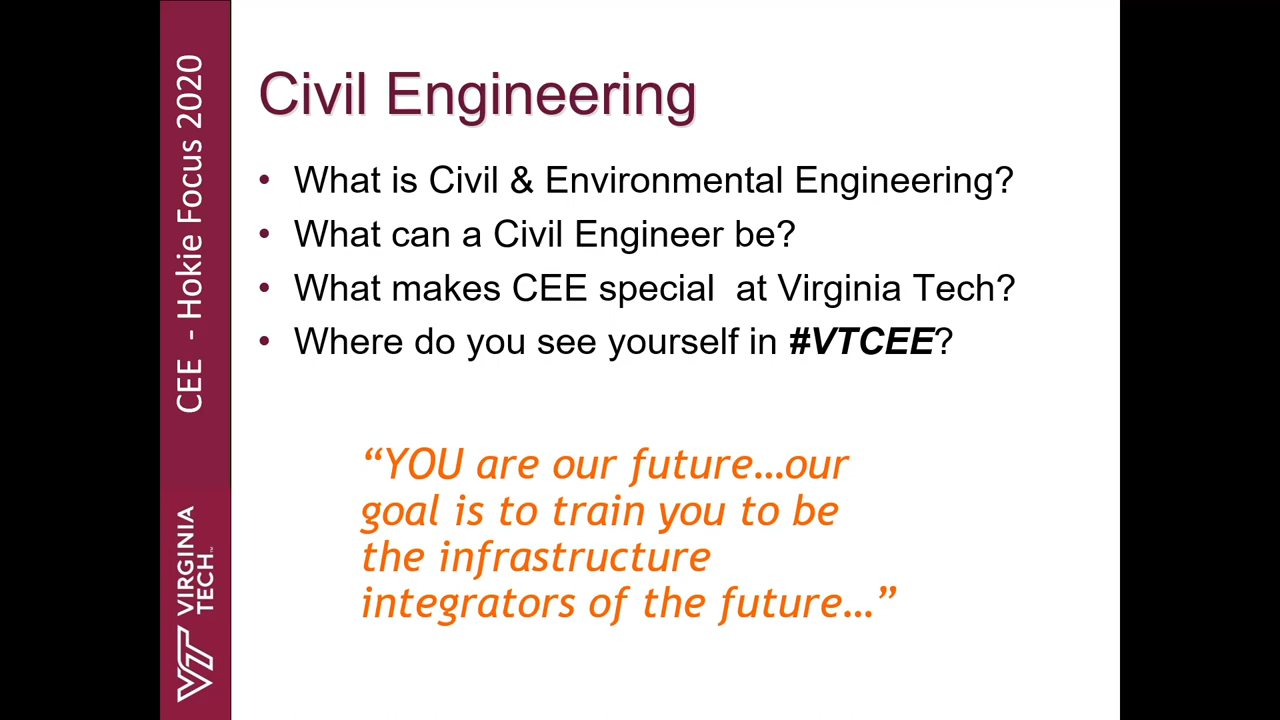 Civil Engineering
• What is Civil & Environmental Engineering?
• What can a Civil Engineer be?
• What makes CEE special  at Virginia Tech?
• Where do you see yourself in #VTCEE?
“YOU are our future…our
goal is to train you to be
the infrastructure
integrators of the future…”
CEE - Hokie Focus 2020
VT VIRGINIA
TECH™